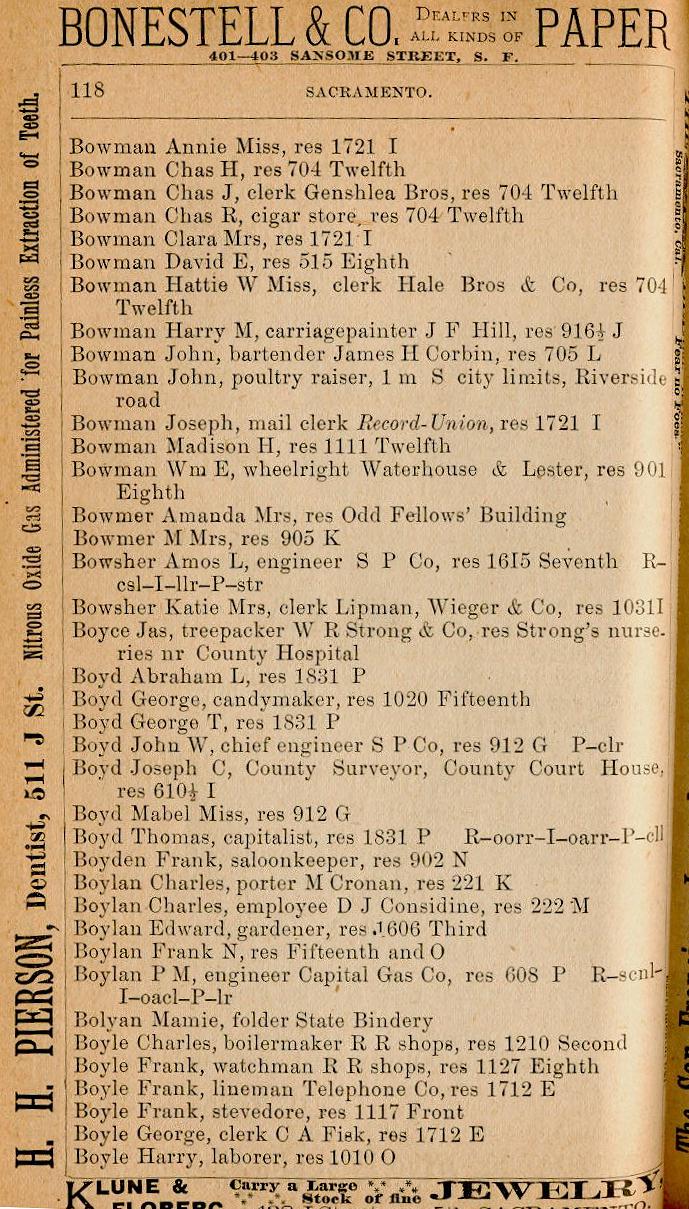 BONESTELL & CO. DEALERS IN ALL KINDS OF PAPER
401—403 SANSOME STREET, S. F.
118 SACRAMENTO.
Bowman Annie Miss, res 1721 I
Bowman Chas H, res 704 Twelfth
Bowman Chas J, clerk Genshlea Bros, res 704 Twelfth
Bowman Chas R, cigar store, res 704 Twelfth
Bowman Clara Mrs, res 1721 I
Bowman David E, res 515 Eighth
Bowman Hattie W Miss, clerk Hale Bros & Co, res 704
Twelfth
Bowman Harry M, carriagepainter J F Hill, res 916½ J
Bowman John, bartender James H Corbin, res 705 L
Bowman John, poultry raiser, 1 m S city limits, Riverside
road
Bowman Joseph, mail clerk Record-Union, res 1721 I
Bowman Madison H, res 1111 Twelfth
Bowman Wm E, wheelright Waterhouse & Lester, res 901
Eighth
Bowmer Amanda Mrs, res Odd Fellows' Building
Bowmer M Mrs, res 905 K
Bowsher Amos L, engineer S P Co, res 1615 Seventh R-
csl–I–llr–P–str
Bowsher Katie Mrs, clerk Lipman, Wieger & Co, res 1031I
Boyce Jas, treepacker W R Strong & Co, res Strong's nurse-
ries nr County Hospital
Boyd Abraham L, res 1831 P
Boyd George, candymaker, res 1020 Fifteenth
Boyd George T, res 1831 P
Boyd John W, chief engineer S P Co, res 912 G P–clr
Boyd Joseph C, County Surveyor, County Court House,
res 610½ I
Boyd Mabel Miss, res 912 G
Boyd Thomas, capitalist, res 1831 P R–oorr–I–oarr–P–cll
Boyden Frank, saloonkeeper, res 902 N
Boylan Charles, porter M Cronan, res 221 K
Boylan Charles, employee D J Considine, res 222 M
Boylan Edward, gardener, res 1606 Third
Boylan Frank N, res Fifteenth and O
Boylan P M, engineer Capital Gas Co, res 608 P R–scnl-
I–oacl–P–lr
Bolyan Mamie, folder State Bindery
Boyle Charles, boilermaker R R shops, res 1210 Second
Boyle Frank, watchman R R shops, res 1127 Eighth
Boyle Frank, lineman Telephone Co, res 1712 E
Boyle Frank, stevedore, res 1117 Front
Boyle George, clerk C A Fisk, res 1712 E
Boyle Harry, laborer, res 1010 O
KLUNE & FLOBERG Carry a Large Stock of fine JEWELRY,
H. H. PIERSON, Dentist, 511 J St. Nitrous Oxide Gas Administered for Painless Extraction of Teeth.
Sacramento, Cal.
"Fear no Foes."